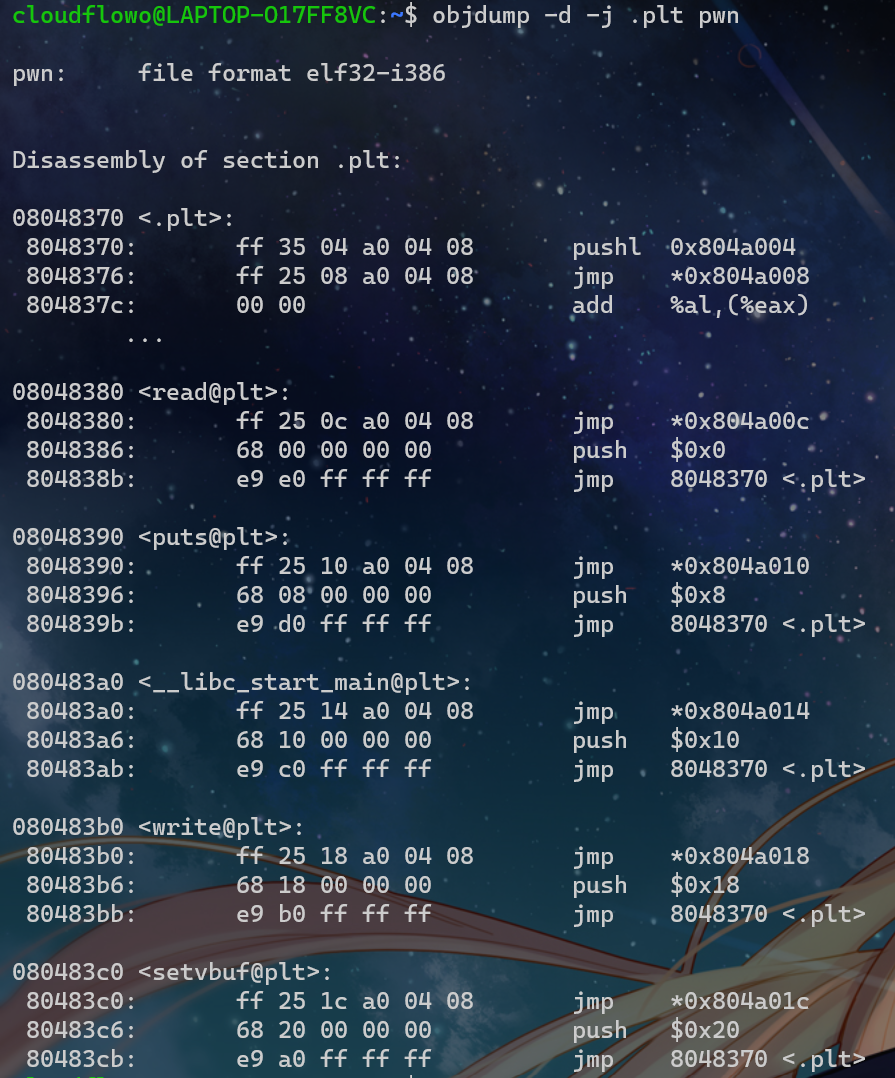 cloudflowo@LAPTOP-O17FF8VC:~$ objdump -d -j .plt pwn
pwn:     file format elf32-i386
Disassembly of section .plt:
08048370 <.plt>:
8048370:       ff 35 04 a0 04 08       pushl  0x804a004
8048376:       ff 25 08 a0 04 08       jmp    *0x804a008
804837c:       00 00                   add    %al,(%eax)
...
08048380 <read@plt>:
8048380:       ff 25 0c a0 04 08       jmp    *0x804a00c
8048386:       68 00 00 00 00          push   $0x0
804838b:       e9 e0 ff ff ff          jmp    8048370 <.plt>
08048390 <puts@plt>:
8048390:       ff 25 10 a0 04 08       jmp    *0x804a010
8048396:       68 08 00 00 00          push   $0x8
804839b:       e9 d0 ff ff ff          jmp    8048370 <.plt>
080483a0 <__libc_start_main@plt>:
80483a0:       ff 25 14 a0 04 08       jmp    *0x804a014
80483a6:       68 10 00 00 00          push   $0x10
80483ab:       e9 c0 ff ff ff          jmp    8048370 <.plt>
080483b0 <write@plt>:
80483b0:       ff 25 18 a0 04 08       jmp    *0x804a018
80483b6:       68 18 00 00 00          push   $0x18
80483bb:       e9 b0 ff ff ff          jmp    8048370 <.plt>
080483c0 <setvbuf@plt>:
80483c0:       ff 25 1c a0 04 08       jmp    *0x804a01c
80483c6:       68 20 00 00 00          push   $0x20
80483cb:       e9 a0 ff ff ff          jmp    8048370 <.plt>